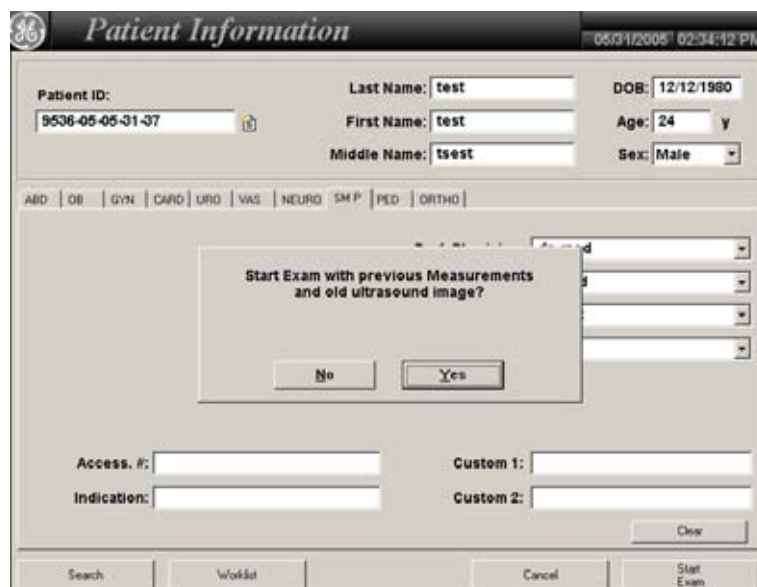 Patient Information
05/31/2005 02:34:12 PM
Patient ID:
9536-05-05-31-37
Last Name: test
First Name: test
Middle Name: tsest
DOB: 12/12/1980
Age: 24 y
Sex: Male
ABD OB GYN CARD URO VAS NEURO SM P PED ORTHO
Start Exam with previous Measurements
and old ultrasound image?
No Yes
Access. #: Custom 1:
Indication: Custom 2:
Clear
Search Worklist Cancel Start
Exam